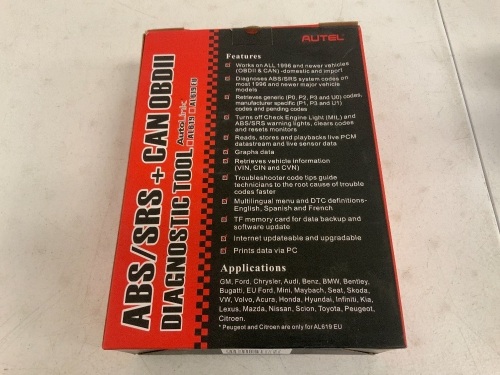 AUTEL
ABS/SRS + CAN OBDII
DIAGNOSTIC TOOL
AutoLink
AL619 AL619EU
Features
Works on ALL 1996 and newer vehicles
(OBDII & CAN) -domestic and import
Diagnoses ABS/SRS system codes on
most 1996 and newer major vehicle
models
Retrieves generic (P0, P2, P3 and U0) codes,
manufacturer specific (P1, P3 and U1)
codes and pending codes
Turns off Check Engine Light (MIL) and
ABS/SRS warning lights, clears codes
and resets monitors
Reads, stores and playbacks live PCM
datastream and live sensor data
Graphs data
Retrieves vehicle information
(VIN, CIN and CVN)
Troubleshooter code tips guide
technicians to the root cause of trouble
codes faster
Multilingual menu and DTC definitions-
English, Spanish and French
TF memory card for data backup and
software update
Internet updateable and upgradable
Prints data via PC
Applications
GM, Ford, Chrysler, Audi, Benz, BMW, Bentley,
Bugatti, EU Ford, Mini, Maybach, Seat, Skoda,
VW, Volvo, Acura, Honda, Hyundai, Infiniti, Kia,
Lexus, Mazda, Nissan, Scion, Toyota, Peugeot,
Citroen.
* Peugeot and Citroen are only for AL619 EU